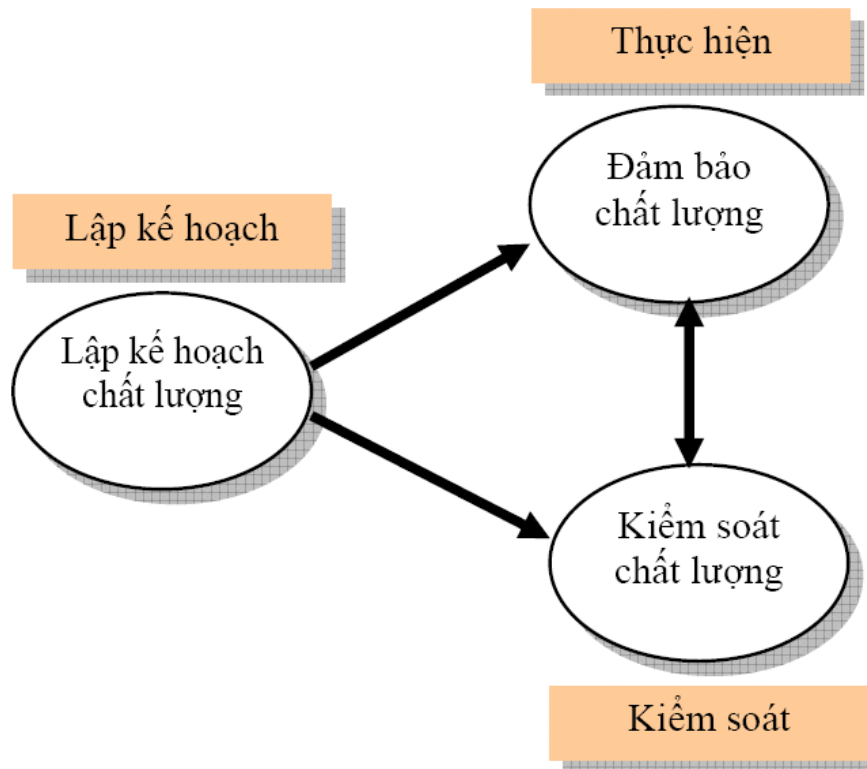 Thực hiện
Đảm bảo
chất lượng
Lập kế hoạch
Lập kế hoạch
chất lượng
Kiểm soát
chất lượng
Kiểm soát